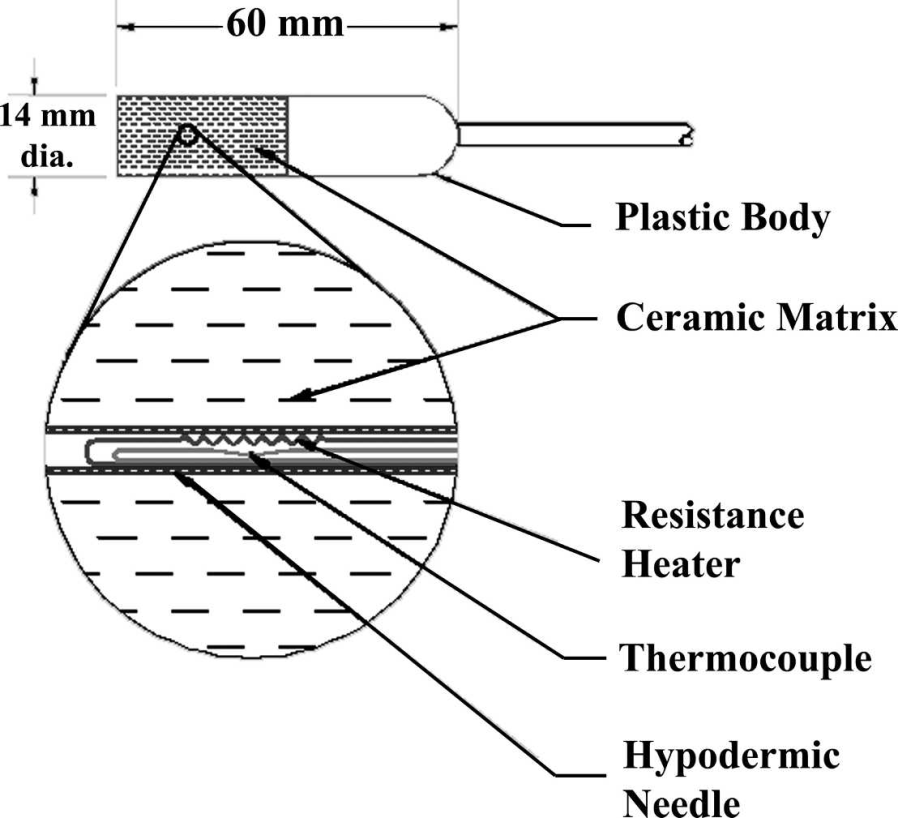 60 mm
14 mm
dia.
Plastic Body
Ceramic Matrix
Resistance
Heater
Thermocouple
Hypodermic
Needle